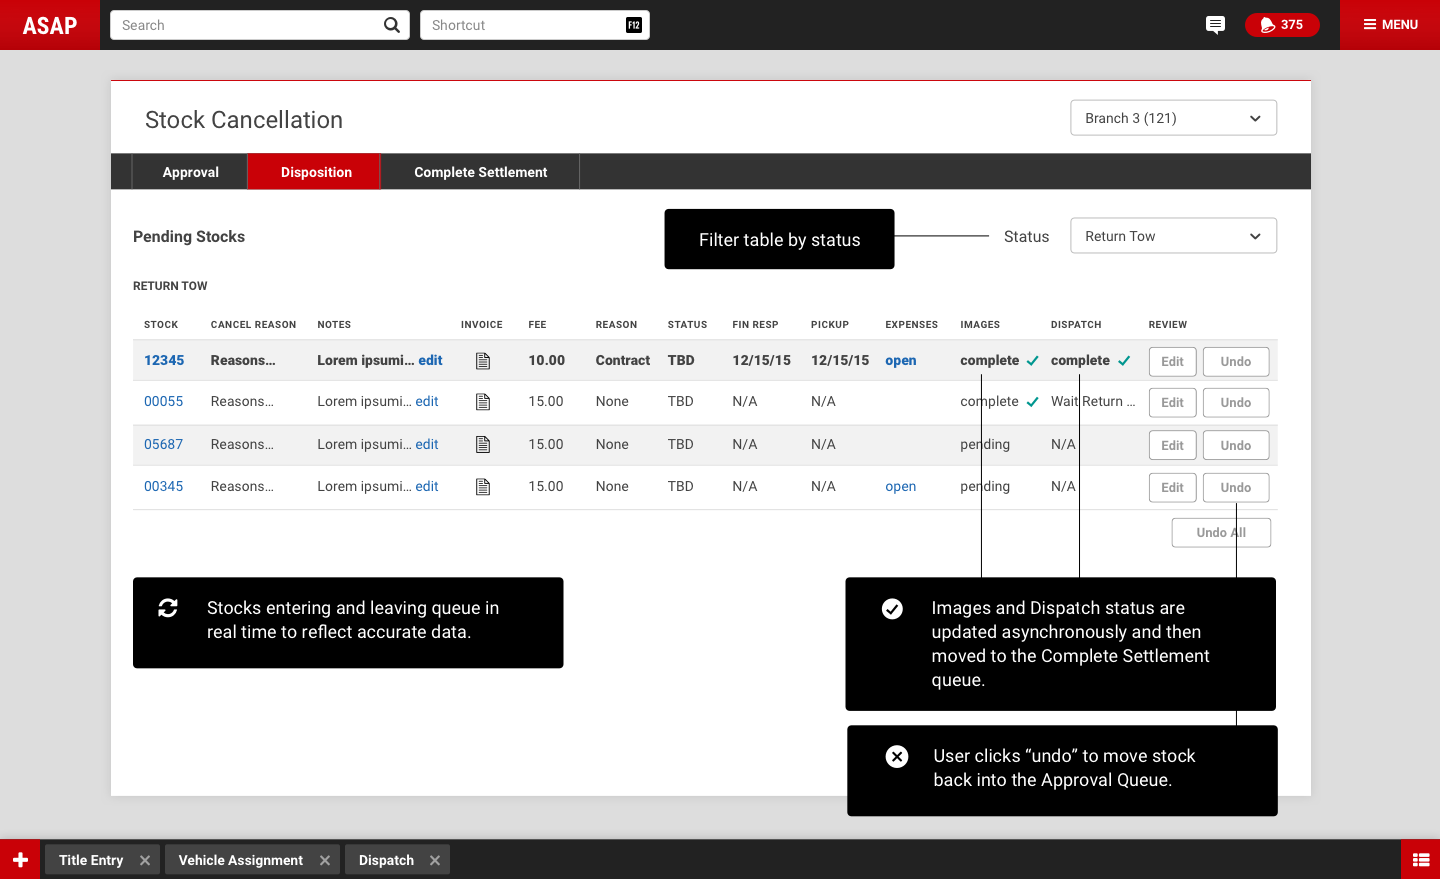 ASAP Search Shortcut F12 375 MENU
Stock Cancellation Branch 3 (121)
Approval Disposition Complete Settlement
Pending Stocks Filter table by status Status Return Tow
RETURN TOW
STOCK CANCEL REASON NOTES INVOICE FEE REASON STATUS FIN RESP PICKUP EXPENSES IMAGES DISPATCH REVIEW
12345 Reasons... Lorem ipsumi... edit 10.00 Contract TBD 12/15/15 12/15/15 open complete complete Edit Undo
00055 Reasons... Lorem ipsumi... edit 15.00 None TBD N/A N/A complete Wait Return ... Edit Undo
05687 Reasons... Lorem ipsumi... edit 15.00 None TBD N/A N/A pending N/A Edit Undo
00345 Reasons... Lorem ipsumi... edit 15.00 None TBD N/A N/A open pending N/A Edit Undo
Undo All
Stocks entering and leaving queue in
real time to reflect accurate data.
Images and Dispatch status are
updated asynchronously and then
moved to the Complete Settlement
queue.
User clicks “undo” to move stock
back into the Approval Queue.
Title Entry Vehicle Assignment Dispatch